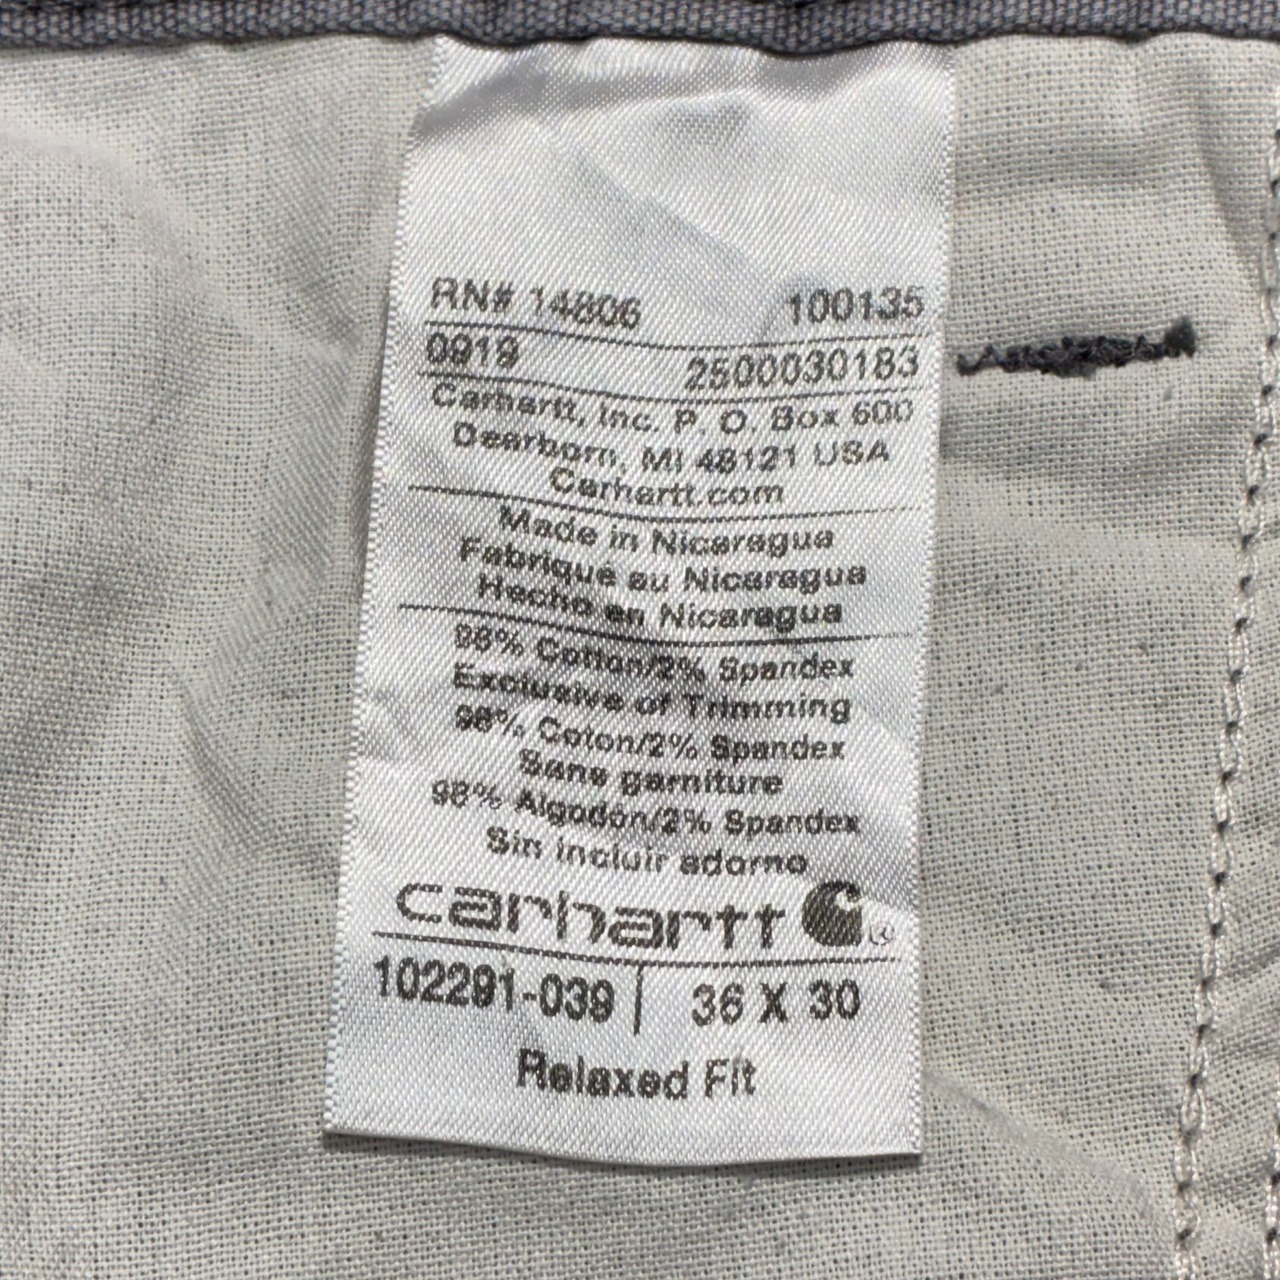 RN# 14806 100135
0919 2500030183
Carhartt, Inc. P. O. Box 600
Dearborn, MI 48121 USA
Carhartt.com
Made in Nicaragua
Fabriqué au Nicaragua
Hecho en Nicaragua
98% Cotton/2% Spandex
Exclusive of Trimming
98% Coton/2% Spandex
Sans garniture
98% Algodón/2% Spandex
Sin incluir adorno
carhartt ®
102291-039 | 36 X 30
Relaxed Fit